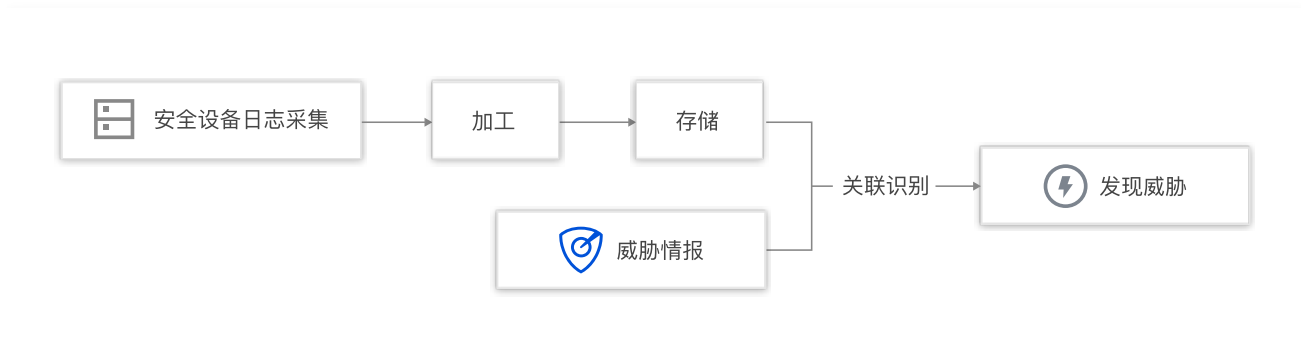 安全设备日志采集
加工
存储
关联识别
发现威胁
威胁情报